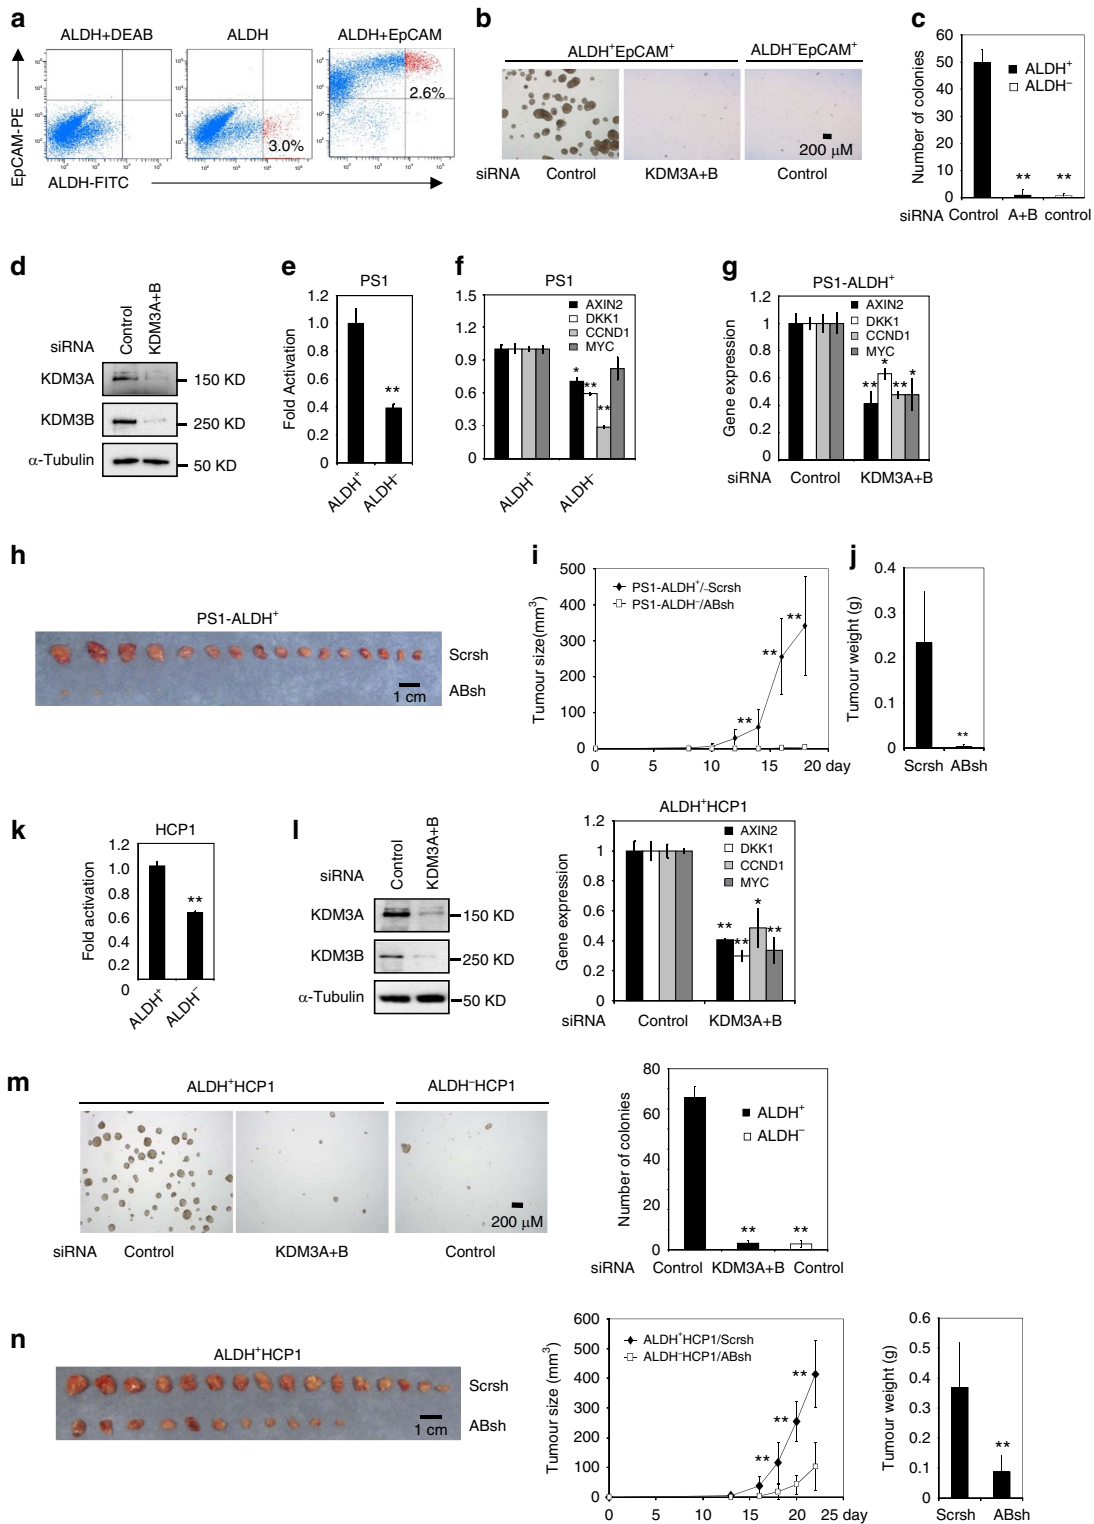 a
ALDH+DEAB
ALDH
ALDH+EpCAM
EpCAM-PE
3.0%
2.6%
ALDH-FITC
b
ALDH⁺EpCAM⁺
ALDH⁻EpCAM⁺
200 μM
siRNA Control KDM3A+B Control
c
Number of colonies
60
50
40
30
20
10
0
ALDH⁺
ALDH⁻
** **
siRNA Control A+B control
d
siRNA Control KDM3A+B
KDM3A 150 KD
KDM3B 250 KD
α-Tubulin 50 KD
e
PS1
Fold Activation
1.2
1.0
0.8
0.6
0.4
0.2
0
**
ALDH⁺ ALDH⁻
f
PS1
1.5
1.2
0.9
0.6
0.3
0
AXIN2
DKK1
CCND1
MYC
* ** **
ALDH⁺ ALDH⁻
g
PS1-ALDH⁺
Gene expression
1.2
1
0.8
0.6
0.4
0.2
0
AXIN2
DKK1
CCND1
MYC
** * ** *
siRNA Control KDM3A+B
h
PS1-ALDH⁺
Scrsh
ABsh
1 cm
i
Tumour size(mm³)
500
400
300
200
100
0
PS1-ALDH⁺/-Scrsh
PS1-ALDH⁻/ABsh
** ** **
0 5 10 15 20 day
j
Tumour weight (g)
0.4
0.3
0.2
0.1
0
**
Scrsh ABsh
k
HCP1
Fold activation
1.2
1.0
0.8
0.6
0.4
0.2
0
**
ALDH⁺ ALDH⁻
l
siRNA Control KDM3A+B
KDM3A 150 KD
KDM3B 250 KD
α-Tubulin 50 KD
ALDH⁺HCP1
Gene expression
1.2
1
0.8
0.6
0.4
0.2
0
AXIN2
DKK1
CCND1
MYC
** ** * **
siRNA Control KDM3A+B
m
ALDH⁺HCP1
ALDH⁻HCP1
200 μM
siRNA Control KDM3A+B Control
Number of colonies
80
60
40
20
0
ALDH⁺
ALDH⁻
** **
siRNA Control KDM3A+B Control
n
ALDH⁺HCP1
Scrsh
ABsh
1 cm
Tumour size (mm³)
600
500
400
300
200
100
0
ALDH⁺HCP1/Scrsh
ALDH⁻HCP1/ABsh
** ** **
0 5 10 15 20 25 day
Tumour weight (g)
0.6
0.5
0.4
0.3
0.2
0.1
0
**
Scrsh ABsh